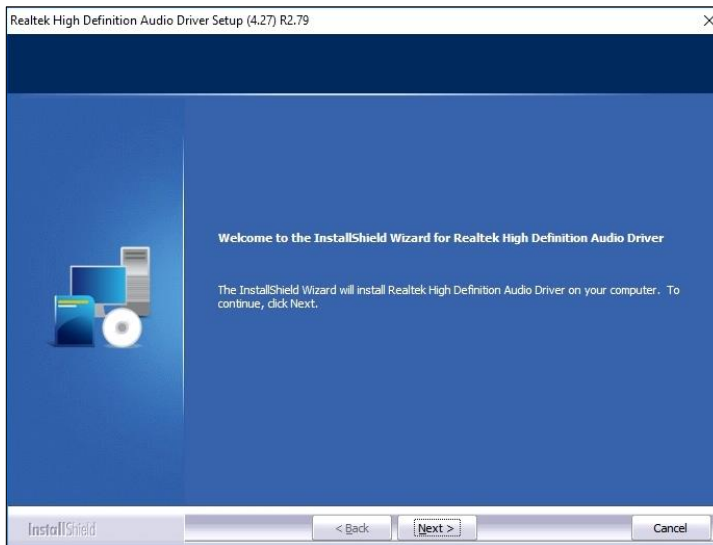 Realtek High Definition Audio Driver Setup (4.27) R2.79
Welcome to the InstallShield Wizard for Realtek High Definition Audio Driver
The InstallShield Wizard will install Realtek High Definition Audio Driver on your computer. To
continue, click Next.
InstallShield
< Back
Next >
Cancel